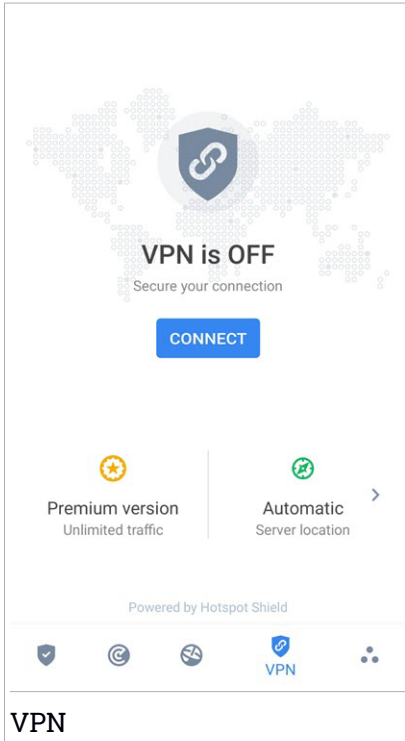 VPN is OFF
Secure your connection
CONNECT
Premium version
Unlimited traffic
Automatic
Server location
Powered by Hotspot Shield
VPN
VPN